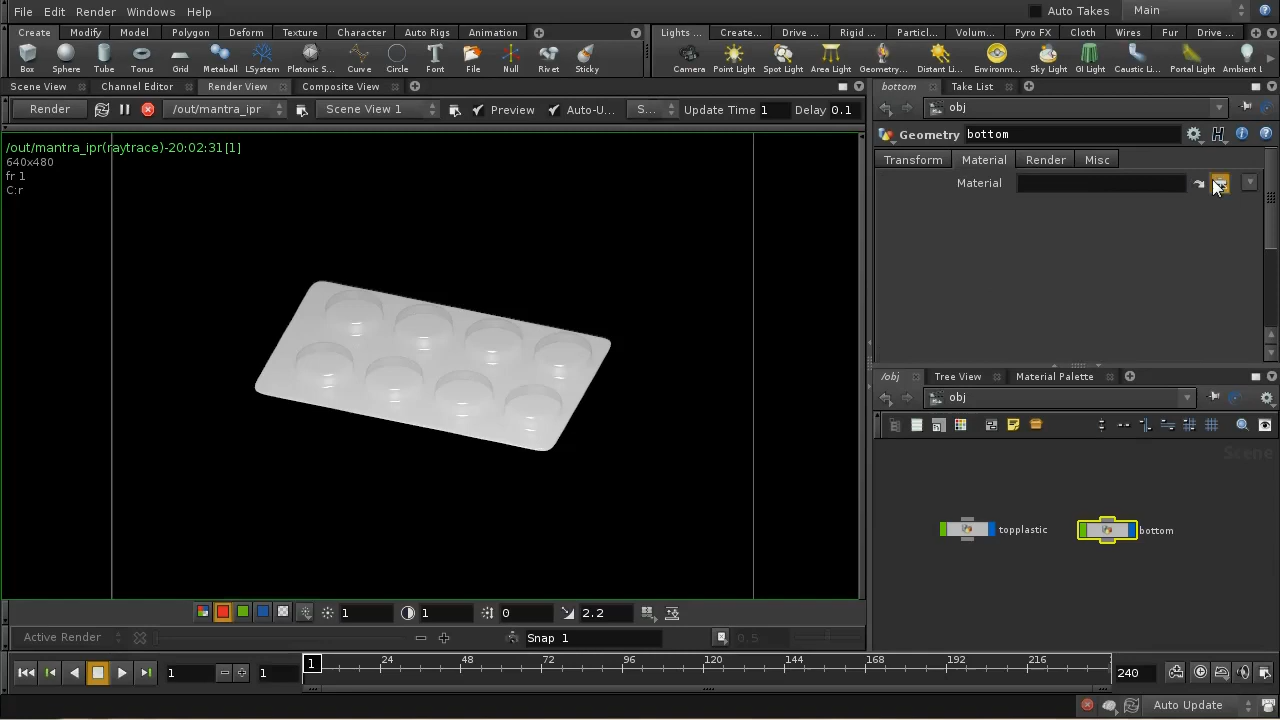 File Edit Render Windows Help Auto Takes Main
Create Modify Model Polygon Deform Texture Character Auto Rigs Animation Lights ... Create... Drive ... Rigid ... Particl... Volum... Pyro FX Cloth Wires Fur Drive ...
Box Sphere Tube Torus Grid Metaball LSystem Platonic S... Curve Circle Font File Null Rivet Sticky Camera Point Light Spot Light Area Light Geometry... Distant Li... Environm... Sky Light GI Light Caustic Li... Portal Light Ambient L
Scene View Channel Editor Render View Composite View
Render /out/mantra_ipr Scene View 1 Preview Auto-U... S... Update Time 1 Delay 0.1
/out/mantra_ipr(raytrace)-20:02:31[1]
640x480
fr 1
C:r
1 1 0 2.2
Active Render Snap 1 0.5
bottom Take List
obj
Geometry bottom
Transform Material Render Misc
Material
/obj Tree View Material Palette
obj
Scene
topplastic bottom
1 1 1 24 48 72 96 120 144 168 192 216 240
Auto Update